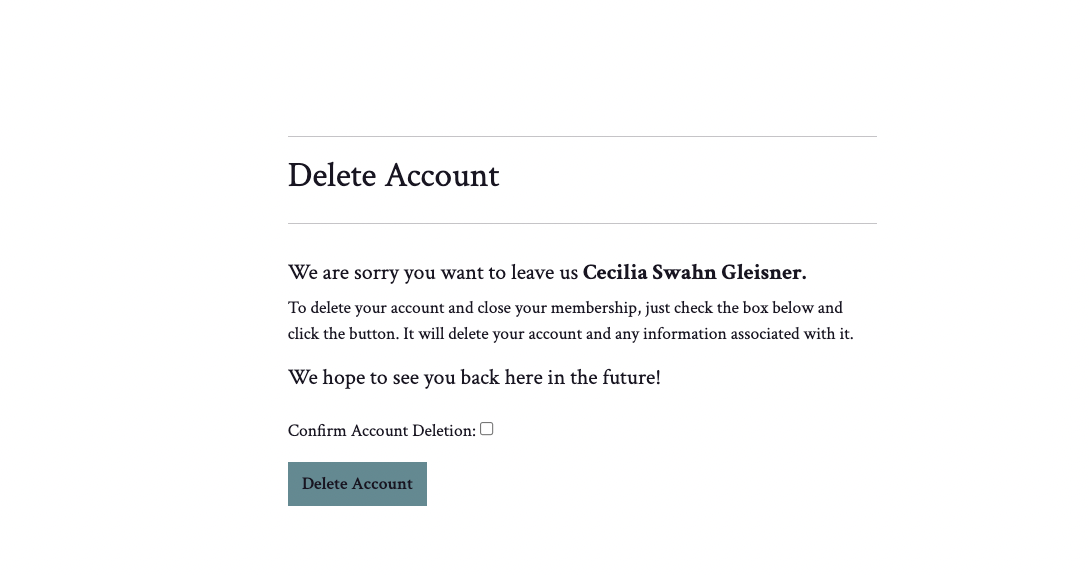 Delete Account
We are sorry you want to leave us Cecilia Swahn Gleisner.
To delete your account and close your membership, just check the box below and
click the button. It will delete your account and any information associated with it.
We hope to see you back here in the future!
Confirm Account Deletion:
Delete Account